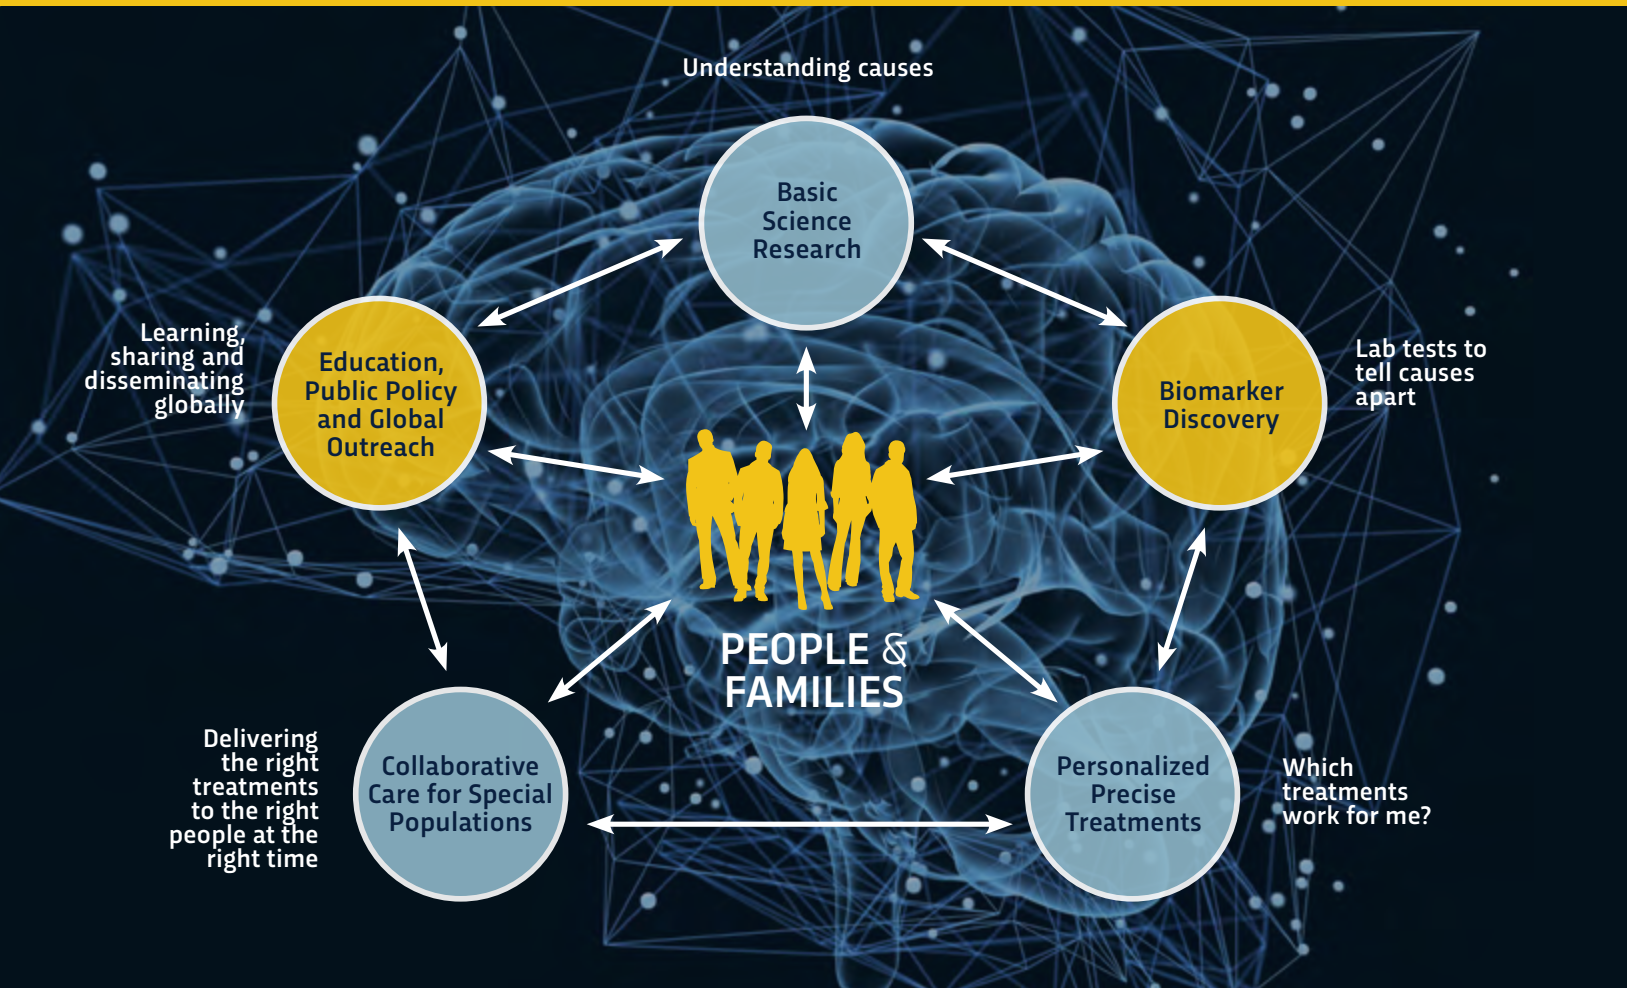 Understanding causes
Basic
Science
Research
Learning,
sharing and
disseminating
globally
Education,
Public Policy
and Global
Outreach
Biomarker
Discovery
Lab tests to
tell causes
apart
PEOPLE &
FAMILIES
Delivering
the right
treatments
to the right
people at the
right time
Collaborative
Care for Special
Populations
Personalized
Precise
Treatments
Which
treatments
work for me?